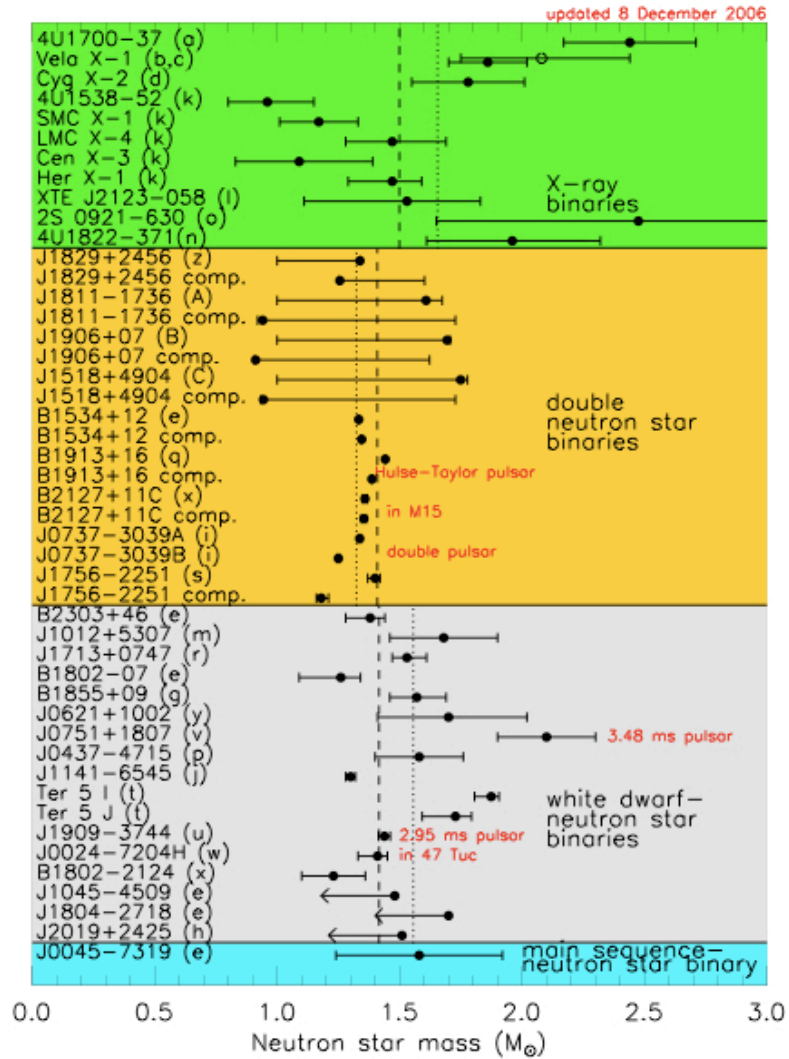 updated 8 December 2006
4U1700-37 (a)
Vela X-1 (b,c)
Cyg X-2 (d)
4U1538-52 (k)
SMC X-1 (k)
LMC X-4 (k)
Cen X-3 (k)
Her X-1 (k)
XTE J2123-058 (l)
2S 0921-630 (o)
4U1822-371(n)
X-ray
binaries
J1829+2456 (z)
J1829+2456 comp.
J1811-1736 (A)
J1811-1736 comp.
J1906+07 (B)
J1906+07 comp.
J1518+4904 (C)
J1518+4904 comp.
B1534+12 (e)
B1534+12 comp.
B1913+16 (q)
B1913+16 comp.
B2127+11C (x)
B2127+11C comp.
J0737-3039A (i)
J0737-3039B (i)
J1756-2251 (s)
J1756-2251 comp.
double
neutron star
binaries
Hulse-Taylor pulsar
in M15
double pulsar
B2303+46 (e)
J1012+5307 (m)
J1713+0747 (r)
B1802-07 (e)
B1855+09 (g)
J0621+1002 (y)
J0751+1807 (v)
J0437-4715 (p)
J1141-6545 (j)
Ter 5 I (t)
Ter 5 J (t)
J1909-3744 (u)
J0024-7204H (w)
B1802-2124 (x)
J1045-4509 (e)
J1804-2718 (e)
J2019+2425 (h)
3.48 ms pulsar
white dwarf-
neutron star
binaries
2.95 ms pulsar
in 47 Tuc
J0045-7319 (e)
main sequence-
neutron star binary
0.0 0.5 1.0 1.5 2.0 2.5 3.0
Neutron star mass (M☉)